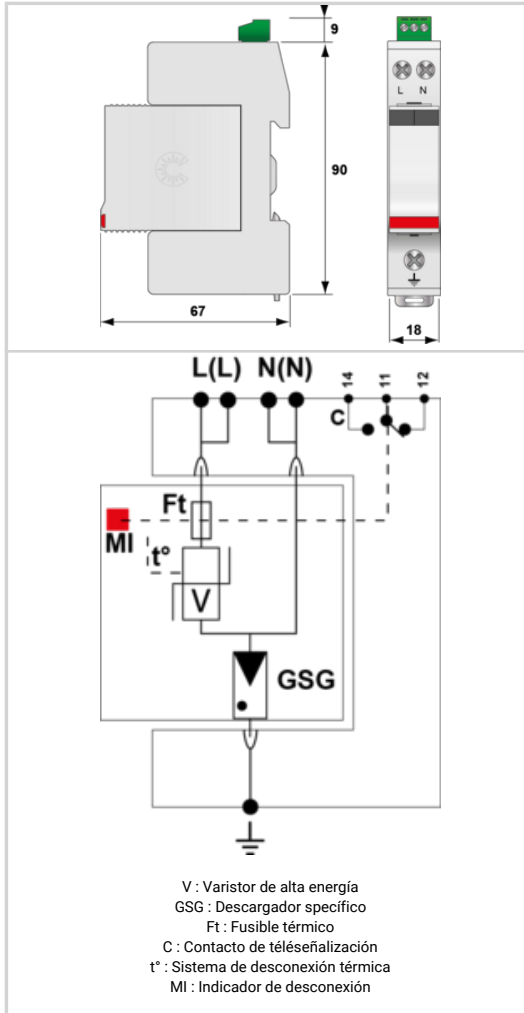 9
L N
90
67
18
L(L) N(N)
14 11 12
C
Ft
MI
t°
V
GSG
V : Varistor de alta energía
GSG : Descargador específico
Ft : Fusible térmico
C : Contacto de téléseñalización
t° : Sistema de desconexión térmica
MI : Indicador de desconexión